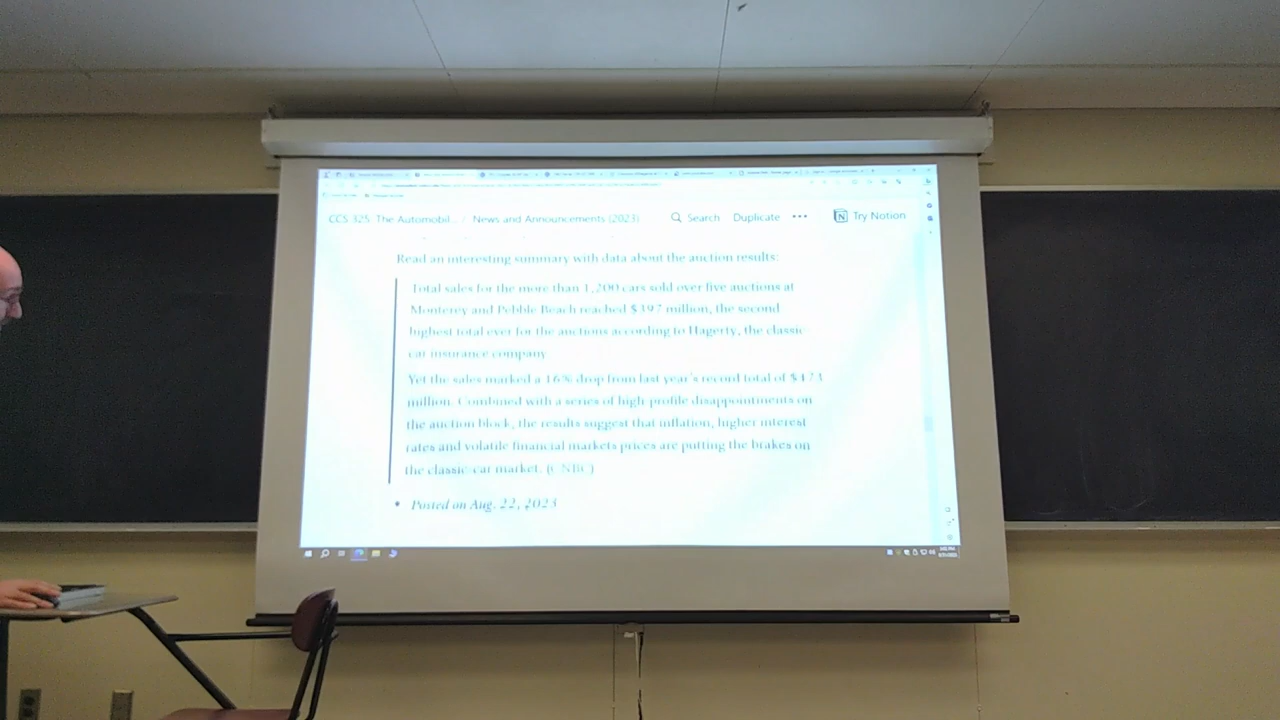 CCS 325: The Automobil... / News and Announcements (2023) Search Duplicate ••• Try Notion
Read an interesting summary with data about the auction results:
Total sales for the more than 1,200 cars sold over five auctions at
Monterey and Pebble Beach reached $397 million, the second
highest total ever for the auctions according to Hagerty, the classic-
car insurance company.
Yet the sales marked a 16% drop from last year's record total of $473
million. Combined with a series of high-profile disappointments on
the auction block, the results suggest that inflation, higher interest
rates and volatile financial markets prices are putting the brakes on
the classic-car market. (CNBC)
• Posted on Aug. 22, 2023